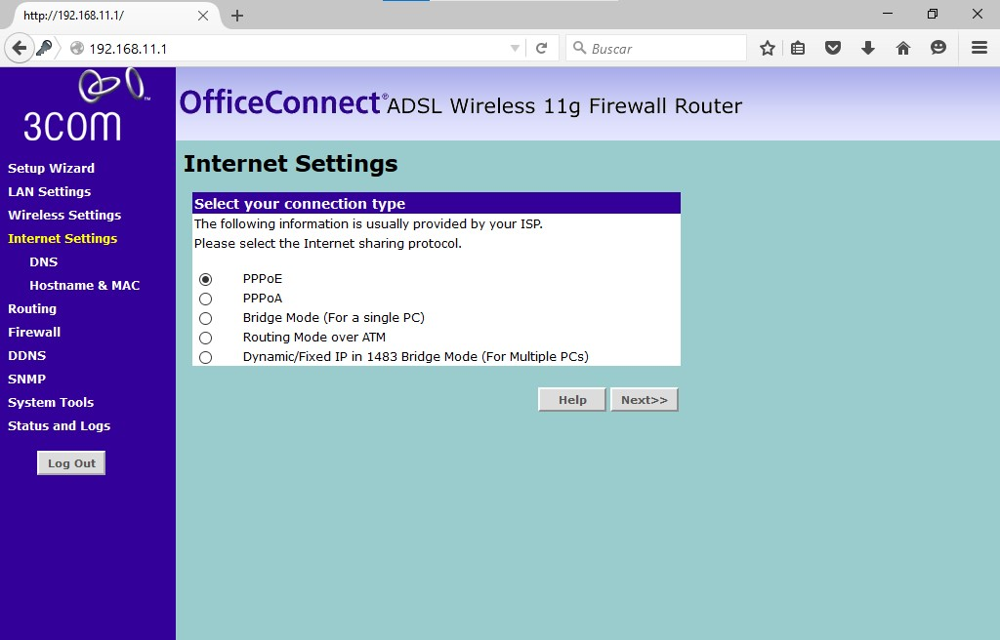 http://192.168.11.1/
192.168.11.1
Buscar
3COM™
OfficeConnect® ADSL Wireless 11g Firewall Router
Setup Wizard
LAN Settings
Wireless Settings
Internet Settings
DNS
Hostname & MAC
Routing
Firewall
DDNS
SNMP
System Tools
Status and Logs
Log Out
Internet Settings
Select your connection type
The following information is usually provided by your ISP.
Please select the Internet sharing protocol.
PPPoE
PPPoA
Bridge Mode (For a single PC)
Routing Mode over ATM
Dynamic/Fixed IP in 1483 Bridge Mode (For Multiple PCs)
Help
Next>>